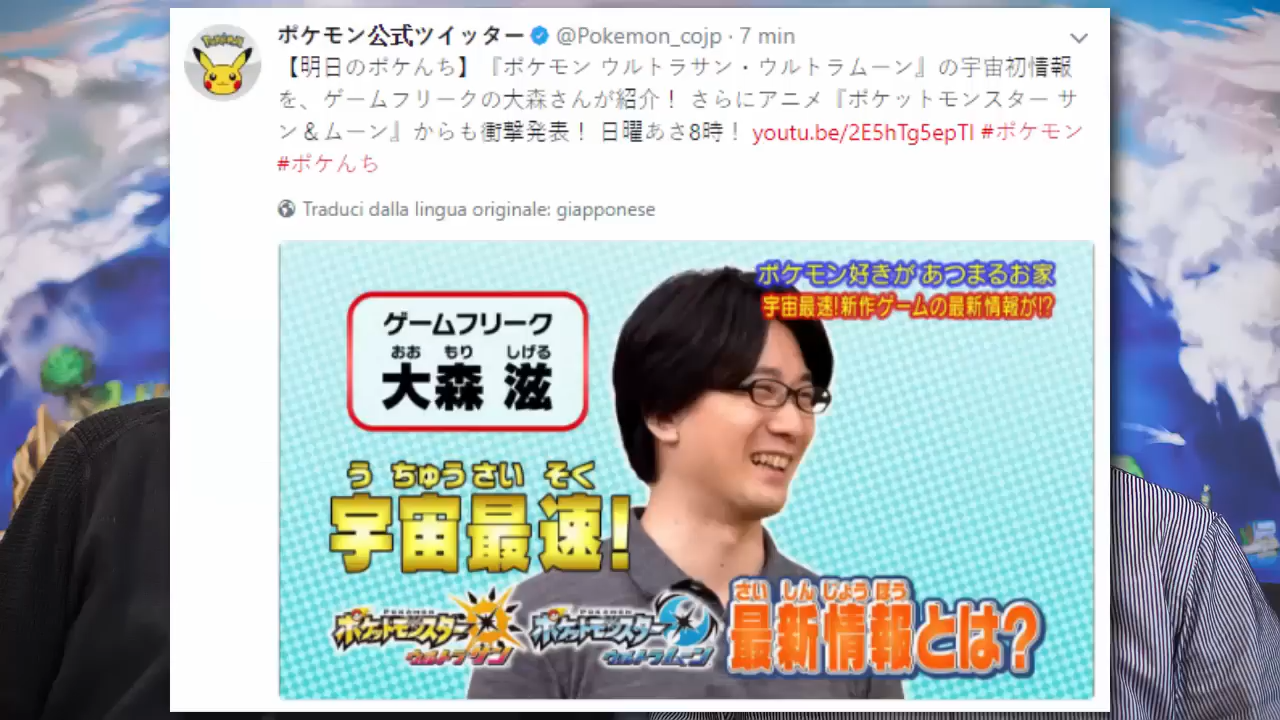 ポケモン公式ツイッター @Pokemon_cojp · 7 min
【明日のポケんち】『ポケモン ウルトラサン・ウルトラムーン』の宇宙初情報
を、ゲームフリークの大森さんが紹介！ さらにアニメ『ポケットモンスター サ
ン＆ムーン』からも衝撃発表！ 日曜あさ8時！ youtu.be/2E5hTg5epTI #ポケモン
#ポケんち
Traduci dalla lingua originale: giapponese
ポケモン好きが あつまるお家
宇宙最速!新作ゲームの最新情報が!?
ゲームフリーク
おお もり しげる
大森 滋
う ちゅう さい そく
宇宙最速!
POKEMON POKEMON
ポケットモンスター ポケットモンスター
ウルトラサン ウルトラムーン
さい しん じょう ほう
最新情報とは?
Pokémon